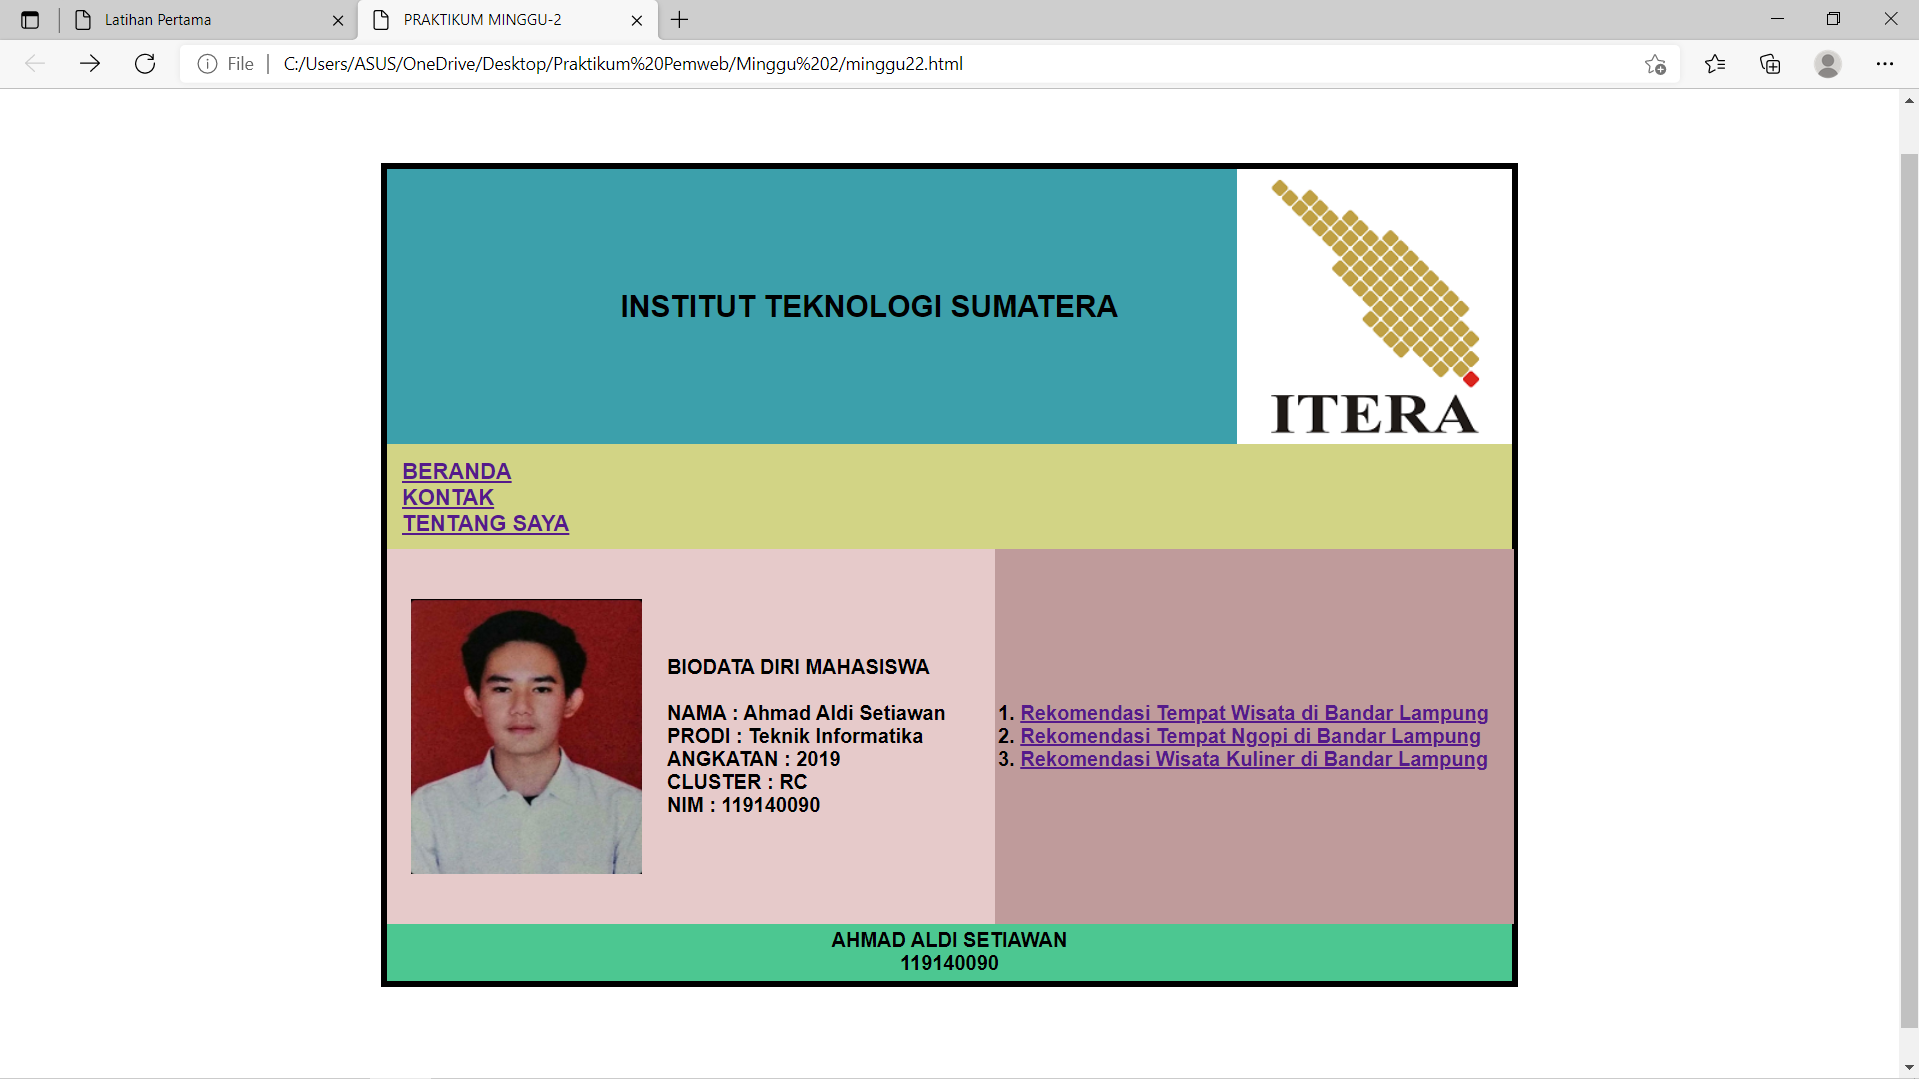 Latihan Pertama
PRAKTIKUM MINGGU-2
File
C:/Users/ASUS/OneDrive/Desktop/Praktikum%20Pemweb/Minggu%202/minggu22.html
INSTITUT TEKNOLOGI SUMATERA
ITERA
BERANDA
KONTAK
TENTANG SAYA
BIODATA DIRI MAHASISWA
NAMA : Ahmad Aldi Setiawan
PRODI : Teknik Informatika
ANGKATAN : 2019
CLUSTER : RC
NIM : 119140090
1. Rekomendasi Tempat Wisata di Bandar Lampung
2. Rekomendasi Tempat Ngopi di Bandar Lampung
3. Rekomendasi Wisata Kuliner di Bandar Lampung
AHMAD ALDI SETIAWAN
119140090